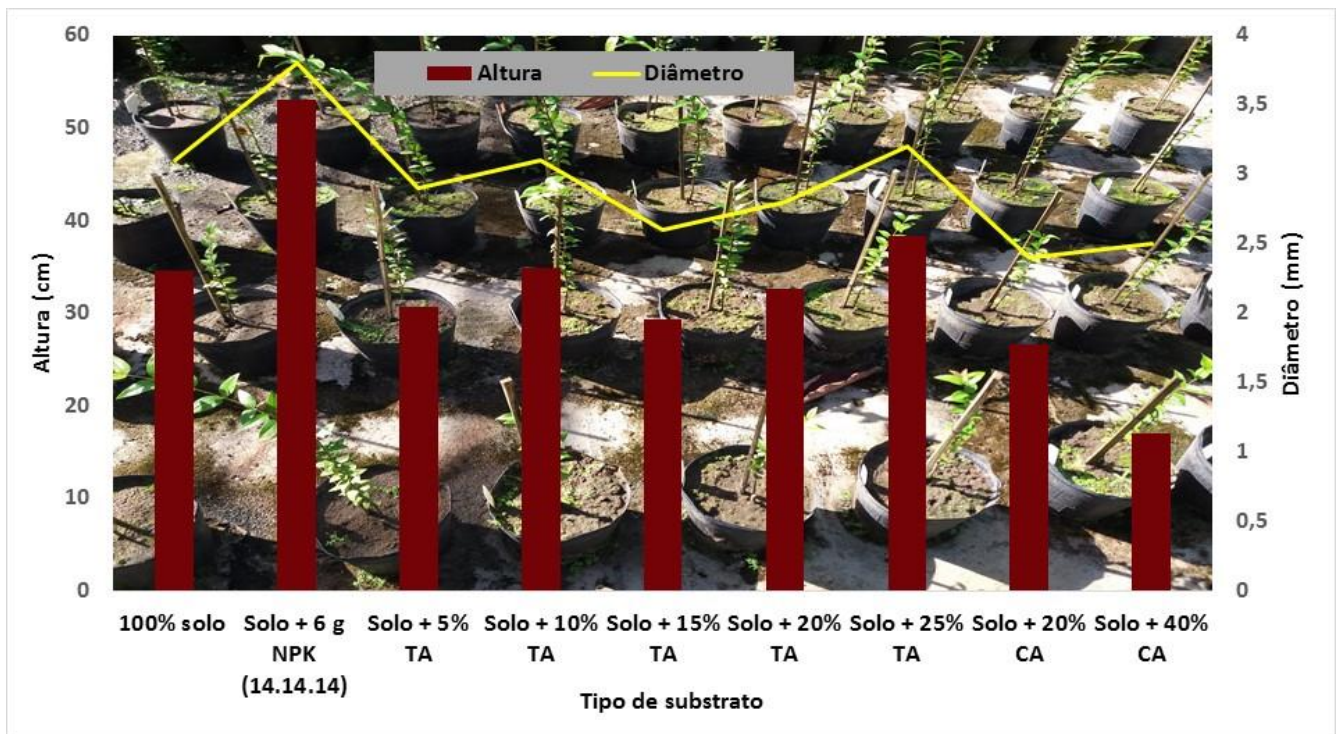 Altura Diâmetro
Altura (cm)
60
50
40
30
20
10
0
Diâmetro (mm)
4
3,5
3
2,5
2
1,5
1
0,5
0
100% solo
Solo + 6 g
NPK
(14.14.14)
Solo + 5%
TA
Solo + 10%
TA
Solo + 15%
TA
Solo + 20%
TA
Solo + 25%
TA
Solo + 20%
CA
Solo + 40%
CA
Tipo de substrato